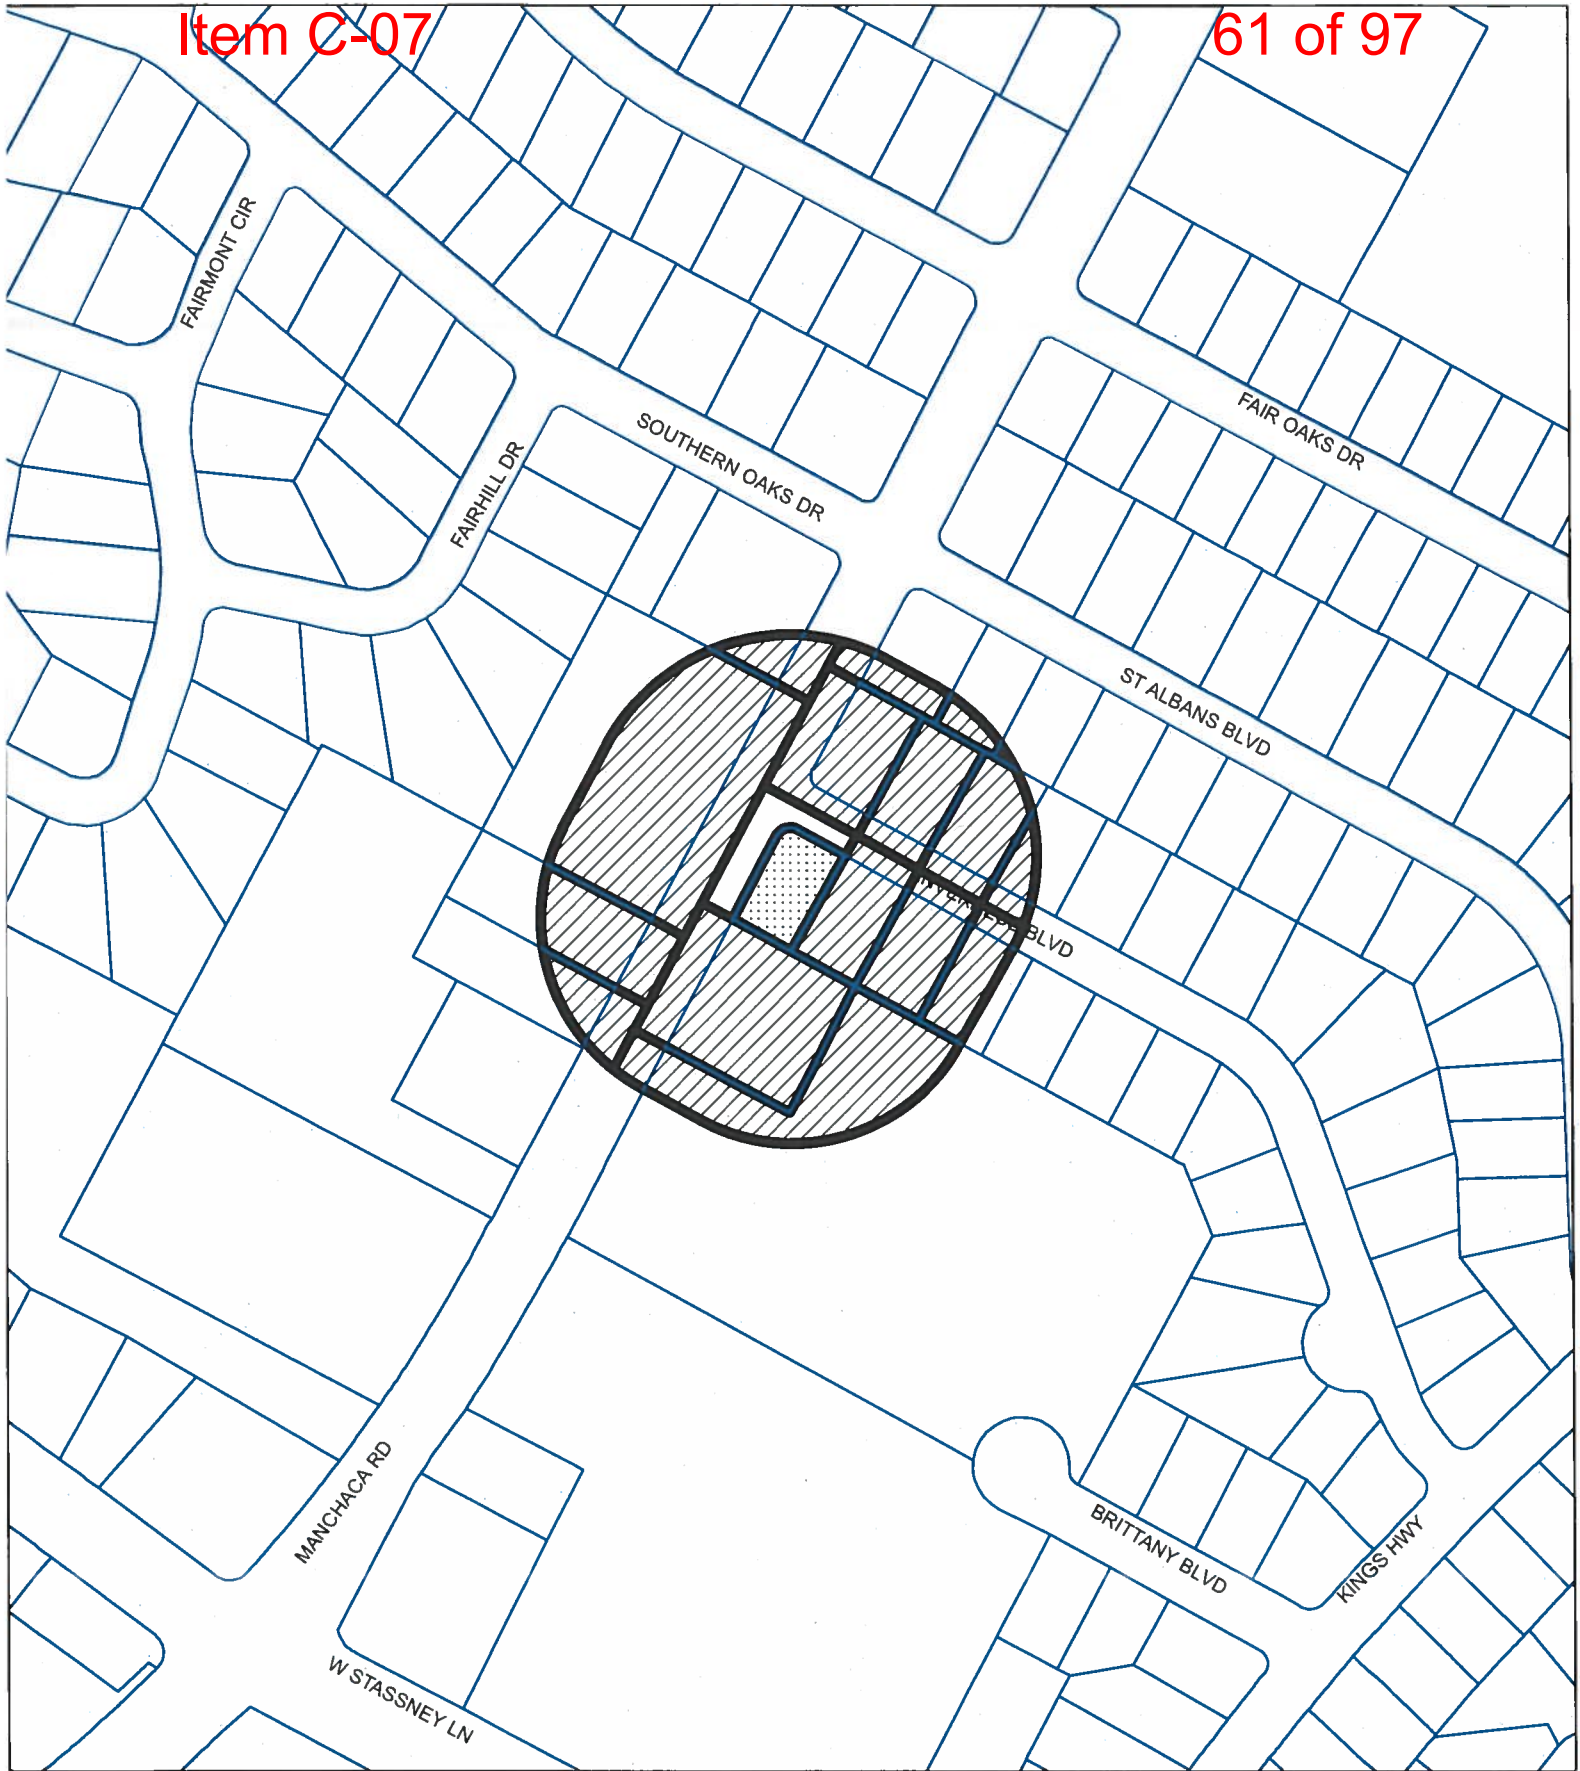 Item C-07
61 of 97
FAIRMONT CIR
FAIR OAKS DR
SOUTHERN OAKS DR
FAIRHILL DR
ST ALBANS BLVD
BLVD
MANCHACA RD
BRITTANY BLVD
KINGS HWY
W STASSNEY LN